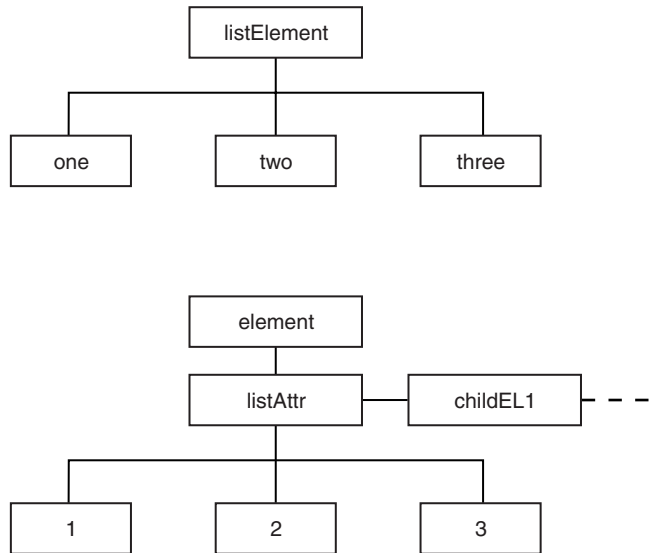 listElement
one two three
element
listAttr childEL1
1 2 3